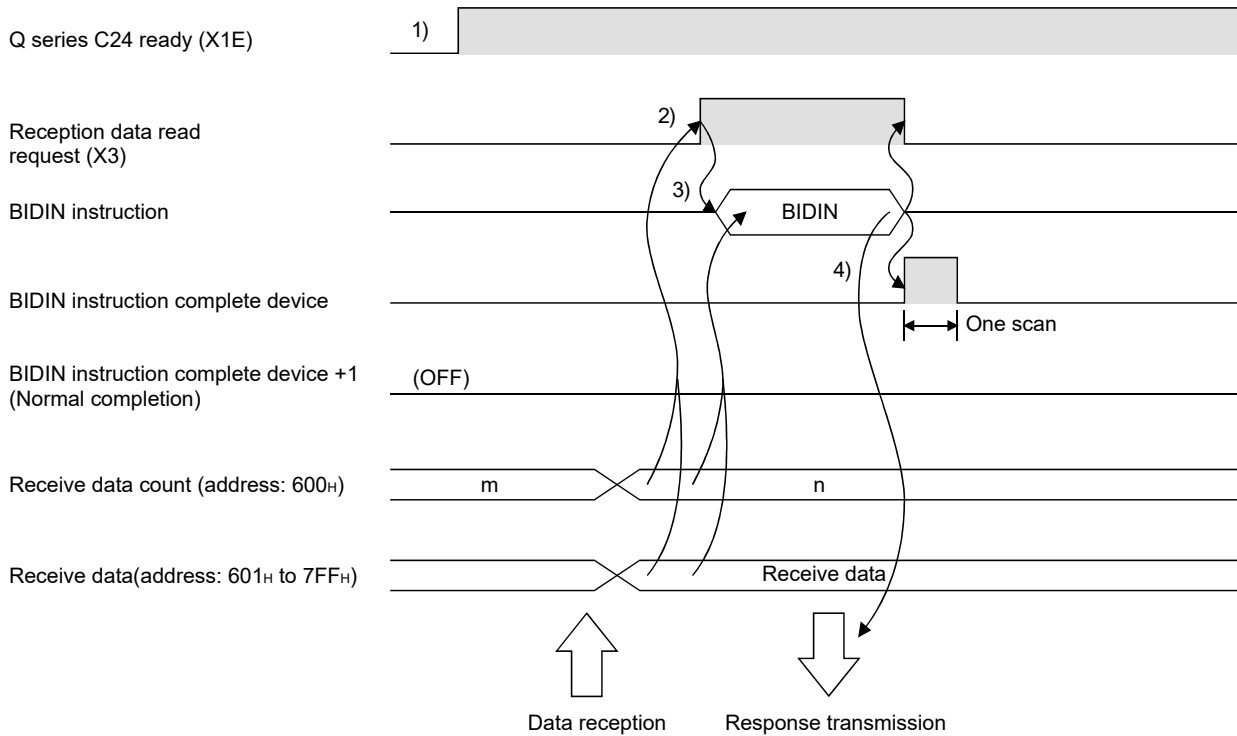 Q series C24 ready (X1E)
1)
Reception data read
request (X3)
2)
BIDIN instruction
3)
BIDIN
BIDIN instruction complete device
4)
One scan
BIDIN instruction complete device +1
(Normal completion)
(OFF)
Receive data count (address: 600H)
m
n
Receive data(address: 601H to 7FFH)
Receive data
Data reception
Response transmission